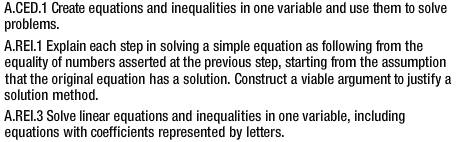 A.CED.1 Create equations and inequalities in one variable and use them to solve
problems.
A.REI.1 Explain each step in solving a simple equation as following from the
equality of numbers asserted at the previous step, starting from the assumption
that the original equation has a solution. Construct a viable argument to justify a
solution method.
A.REI.3 Solve linear equations and inequalities in one variable, including
equations with coefficients represented by letters.